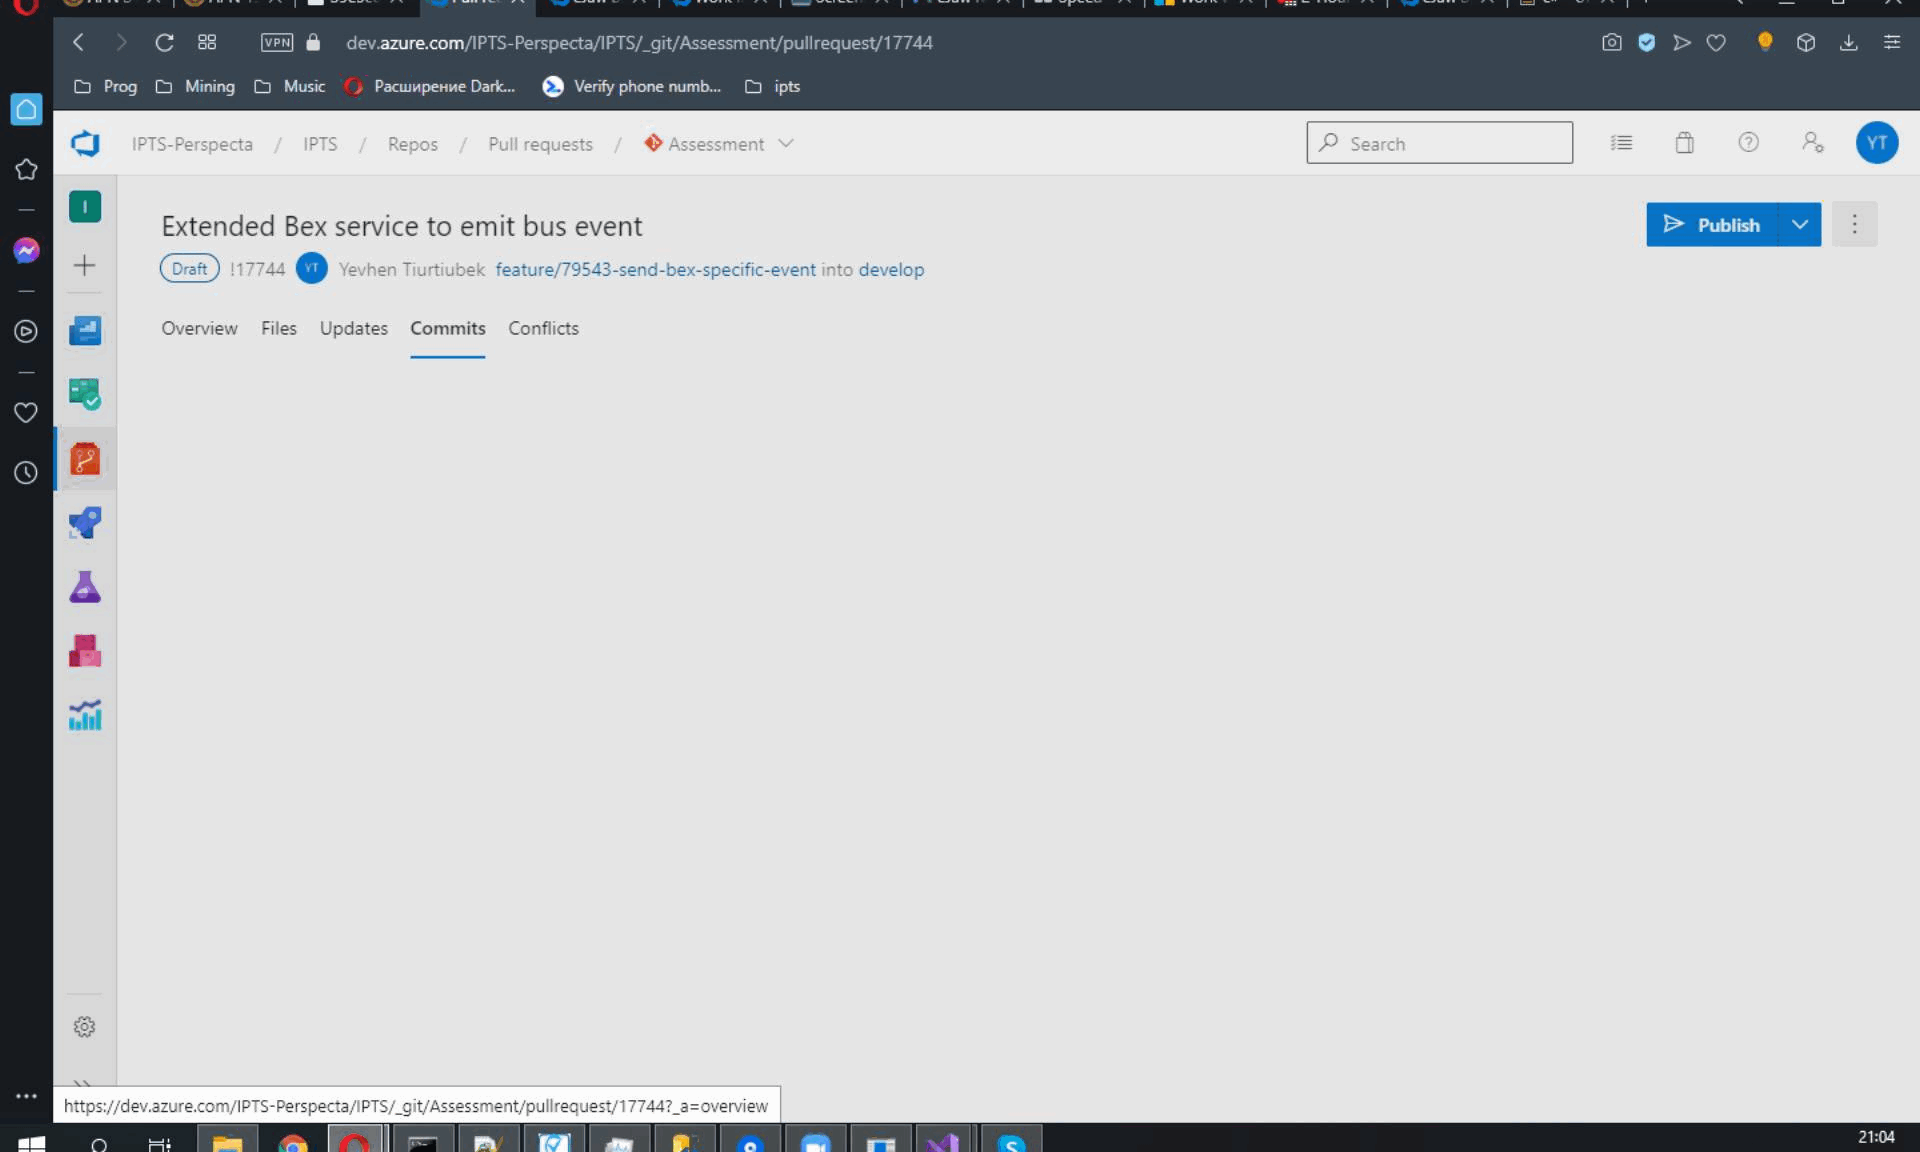 VPN dev.azure.com/IPTS-Perspecta/IPTS/_git/Assessment/pullrequest/17744
Prog Mining Music Расширение Dark... Verify phone numb... ipts
IPTS-Perspecta / IPTS / Repos / Pull requests / Assessment Search YT
I
Extended Bex service to emit bus event
Publish
Draft !17744 YT Yevhen Tiurtiubek feature/79543-send-bex-specific-event into develop
Overview Files Updates Commits Conflicts
https://dev.azure.com/IPTS-Perspecta/IPTS/_git/Assessment/pullrequest/17744?_a=overview
21:04